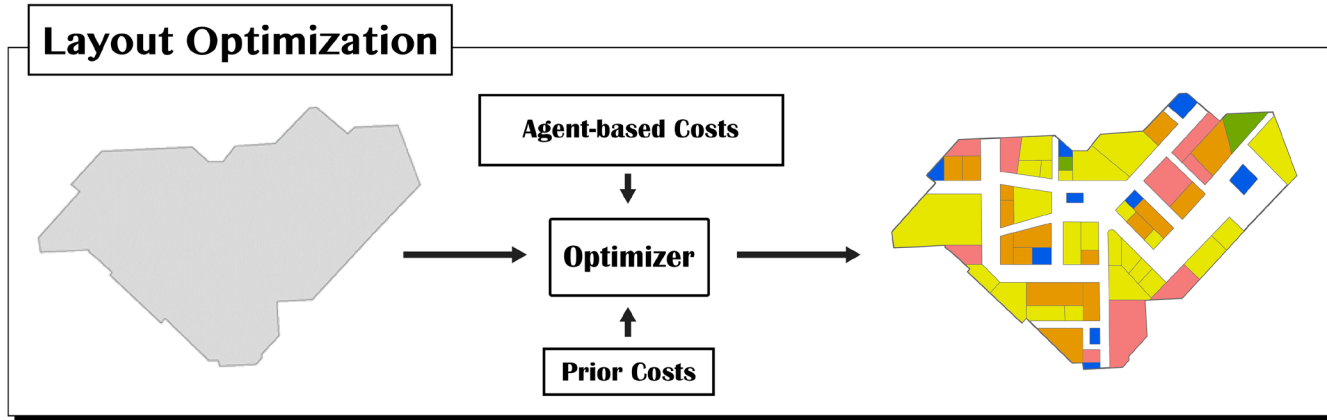 Layout Optimization
Agent-based Costs
Optimizer
Prior Costs